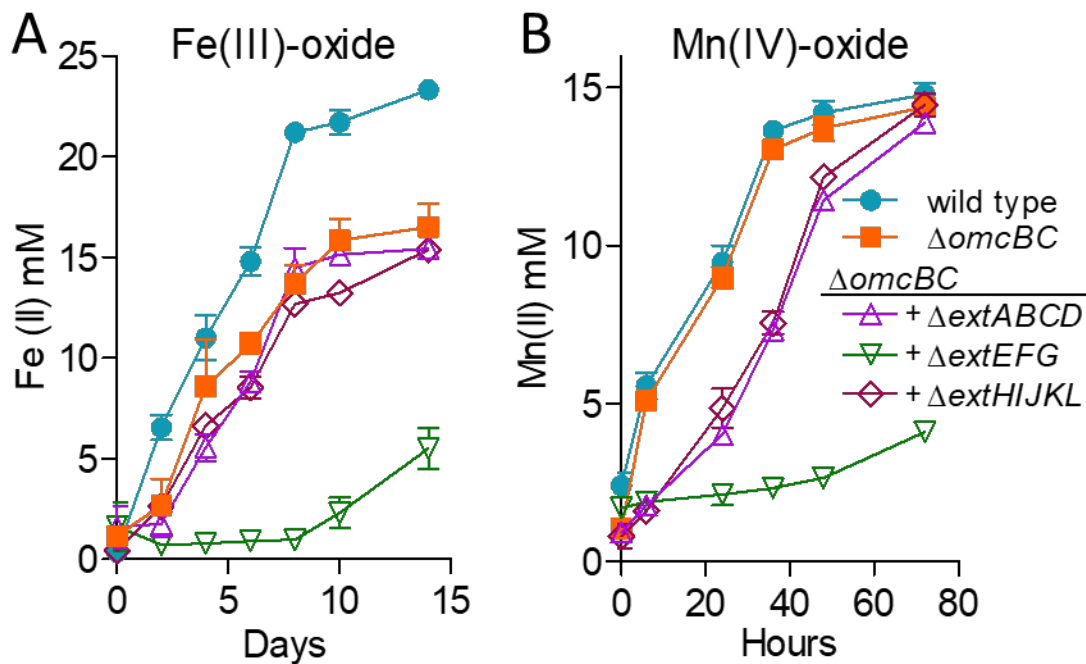 A
Fe(III)-oxide
25
20
15
10
5
0
Fe (II) mM
0
5
10
15
Days
B
Mn(IV)-oxide
15
10
5
0
Mn(II) mM
0
20
40
60
80
Hours
wild type
ΔomcBC
ΔomcBC
+ ΔextABCD
+ ΔextEFG
+ ΔextHIJKL